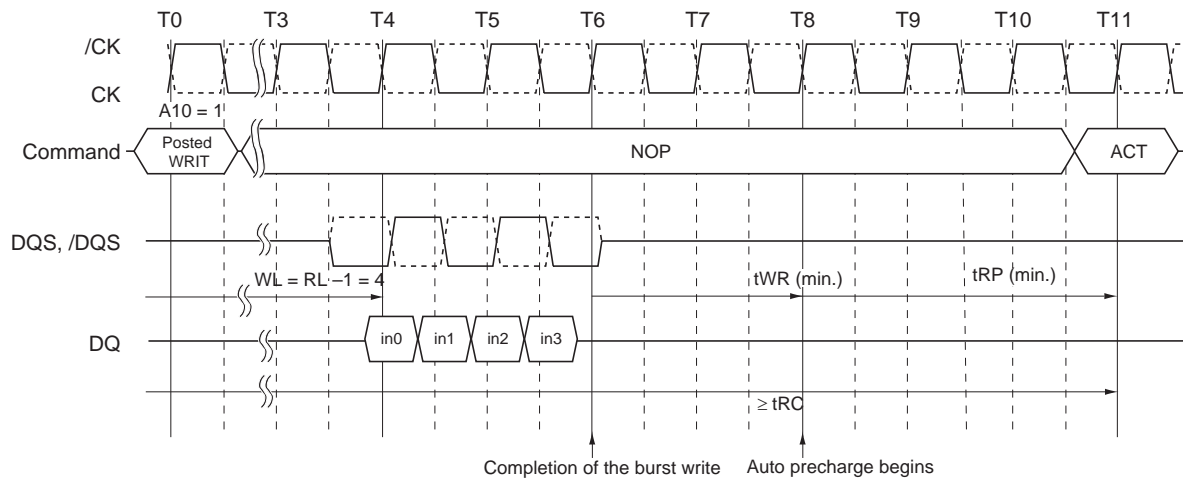 T0 T3 T4 T5 T6 T7 T8 T9 T10 T11
/CK
CK
A10 = 1
Command
Posted
WRIT
NOP
ACT
DQS, /DQS
WL = RL –1 = 4
tWR (min.)
tRP (min.)
DQ
in0 in1 in2 in3
≥ tRC
Completion of the burst write
Auto precharge begins